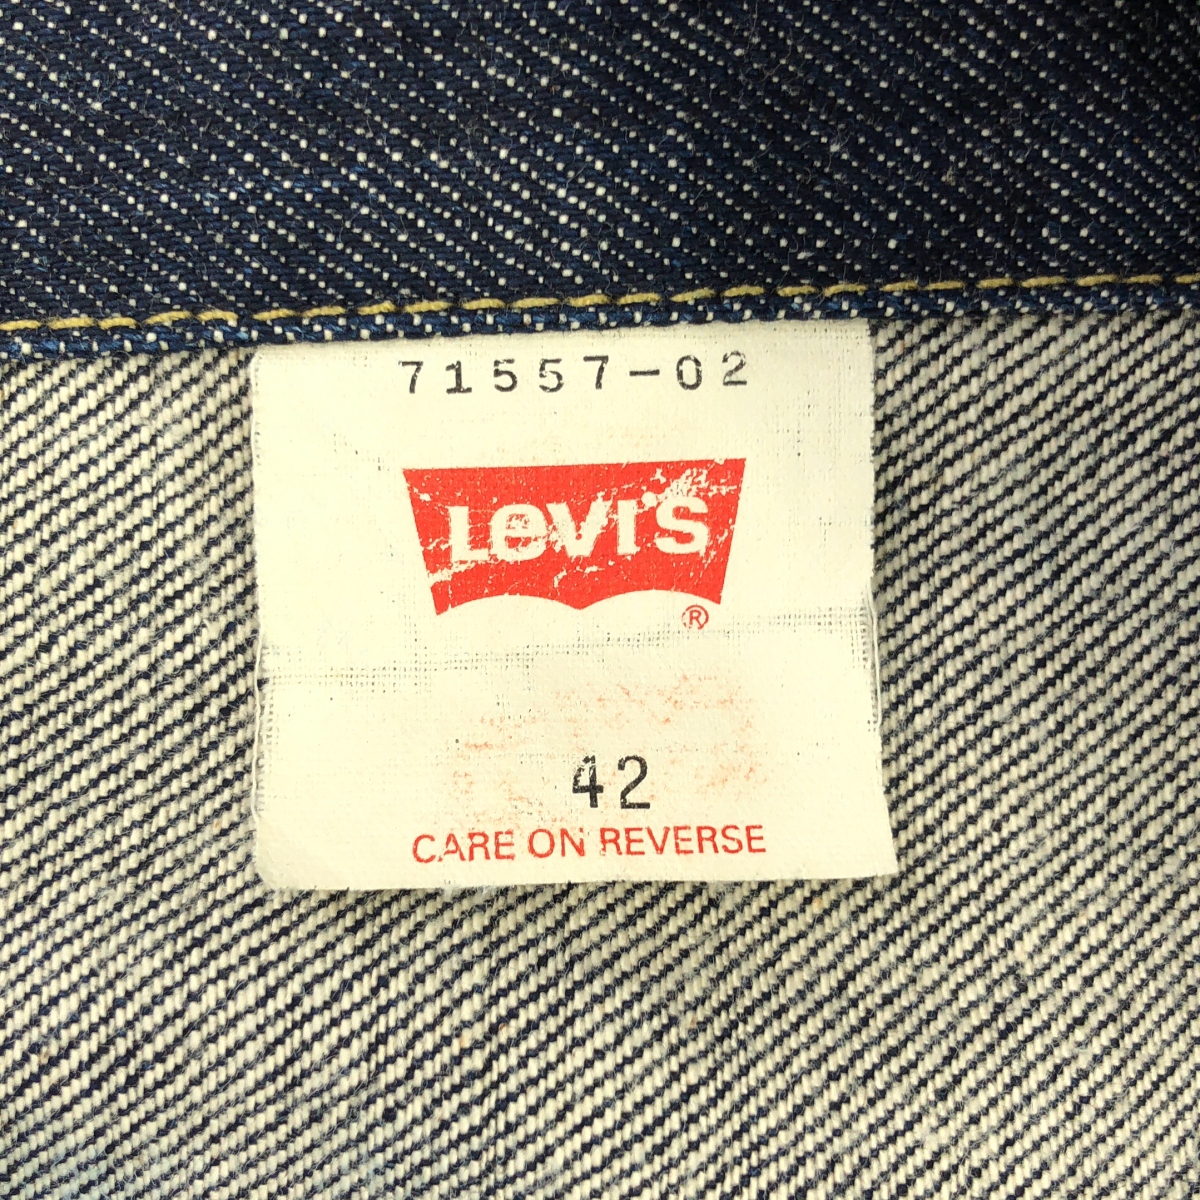 71557-02
Levi's
®
42
CARE ON REVERSE